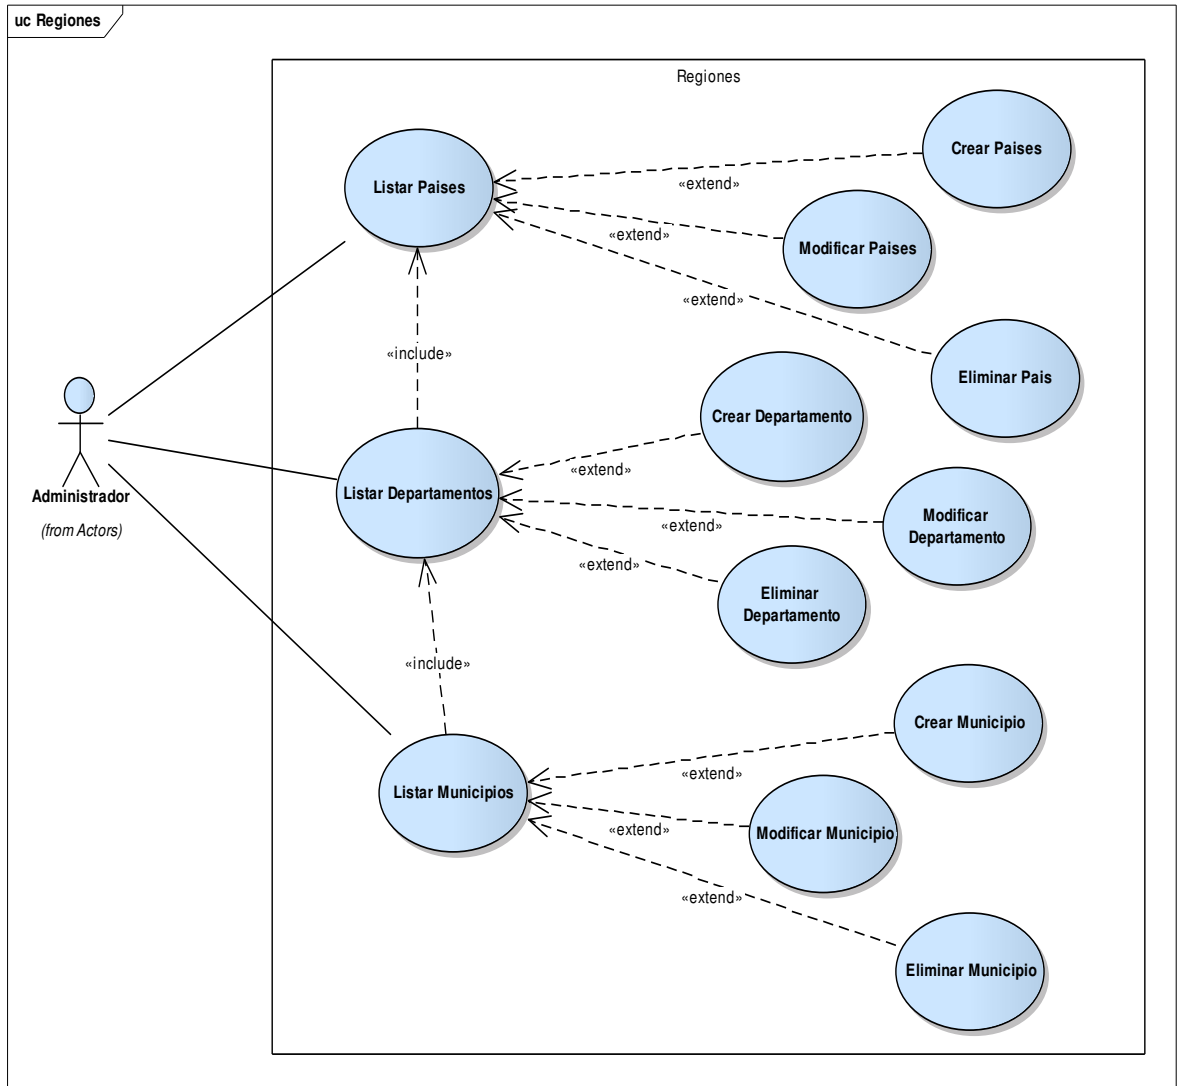 uc Regiones
Regiones
Crear Paises
Listar Paises
«extend»
«extend»
Modificar Paises
«extend»
«include»
Eliminar Pais
Crear Departamento
«extend»
Listar Departamentos
Administrador
(from Actors)
«extend»
Modificar
Departamento
«extend»
Eliminar
Departamento
«include»
Crear Municipio
«extend»
Listar Municipios
«extend»
Modificar Municipio
«extend»
Eliminar Municipio